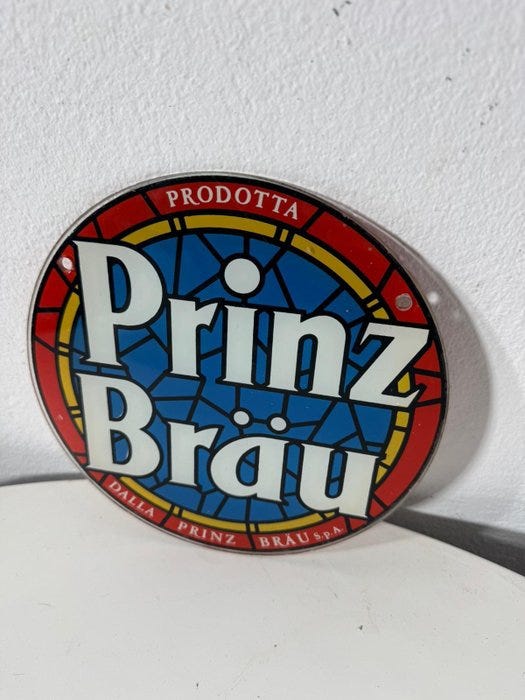 PRODOTTA
Prinz
Bräu
DALLA PRINZ BRÄU S.p.A.